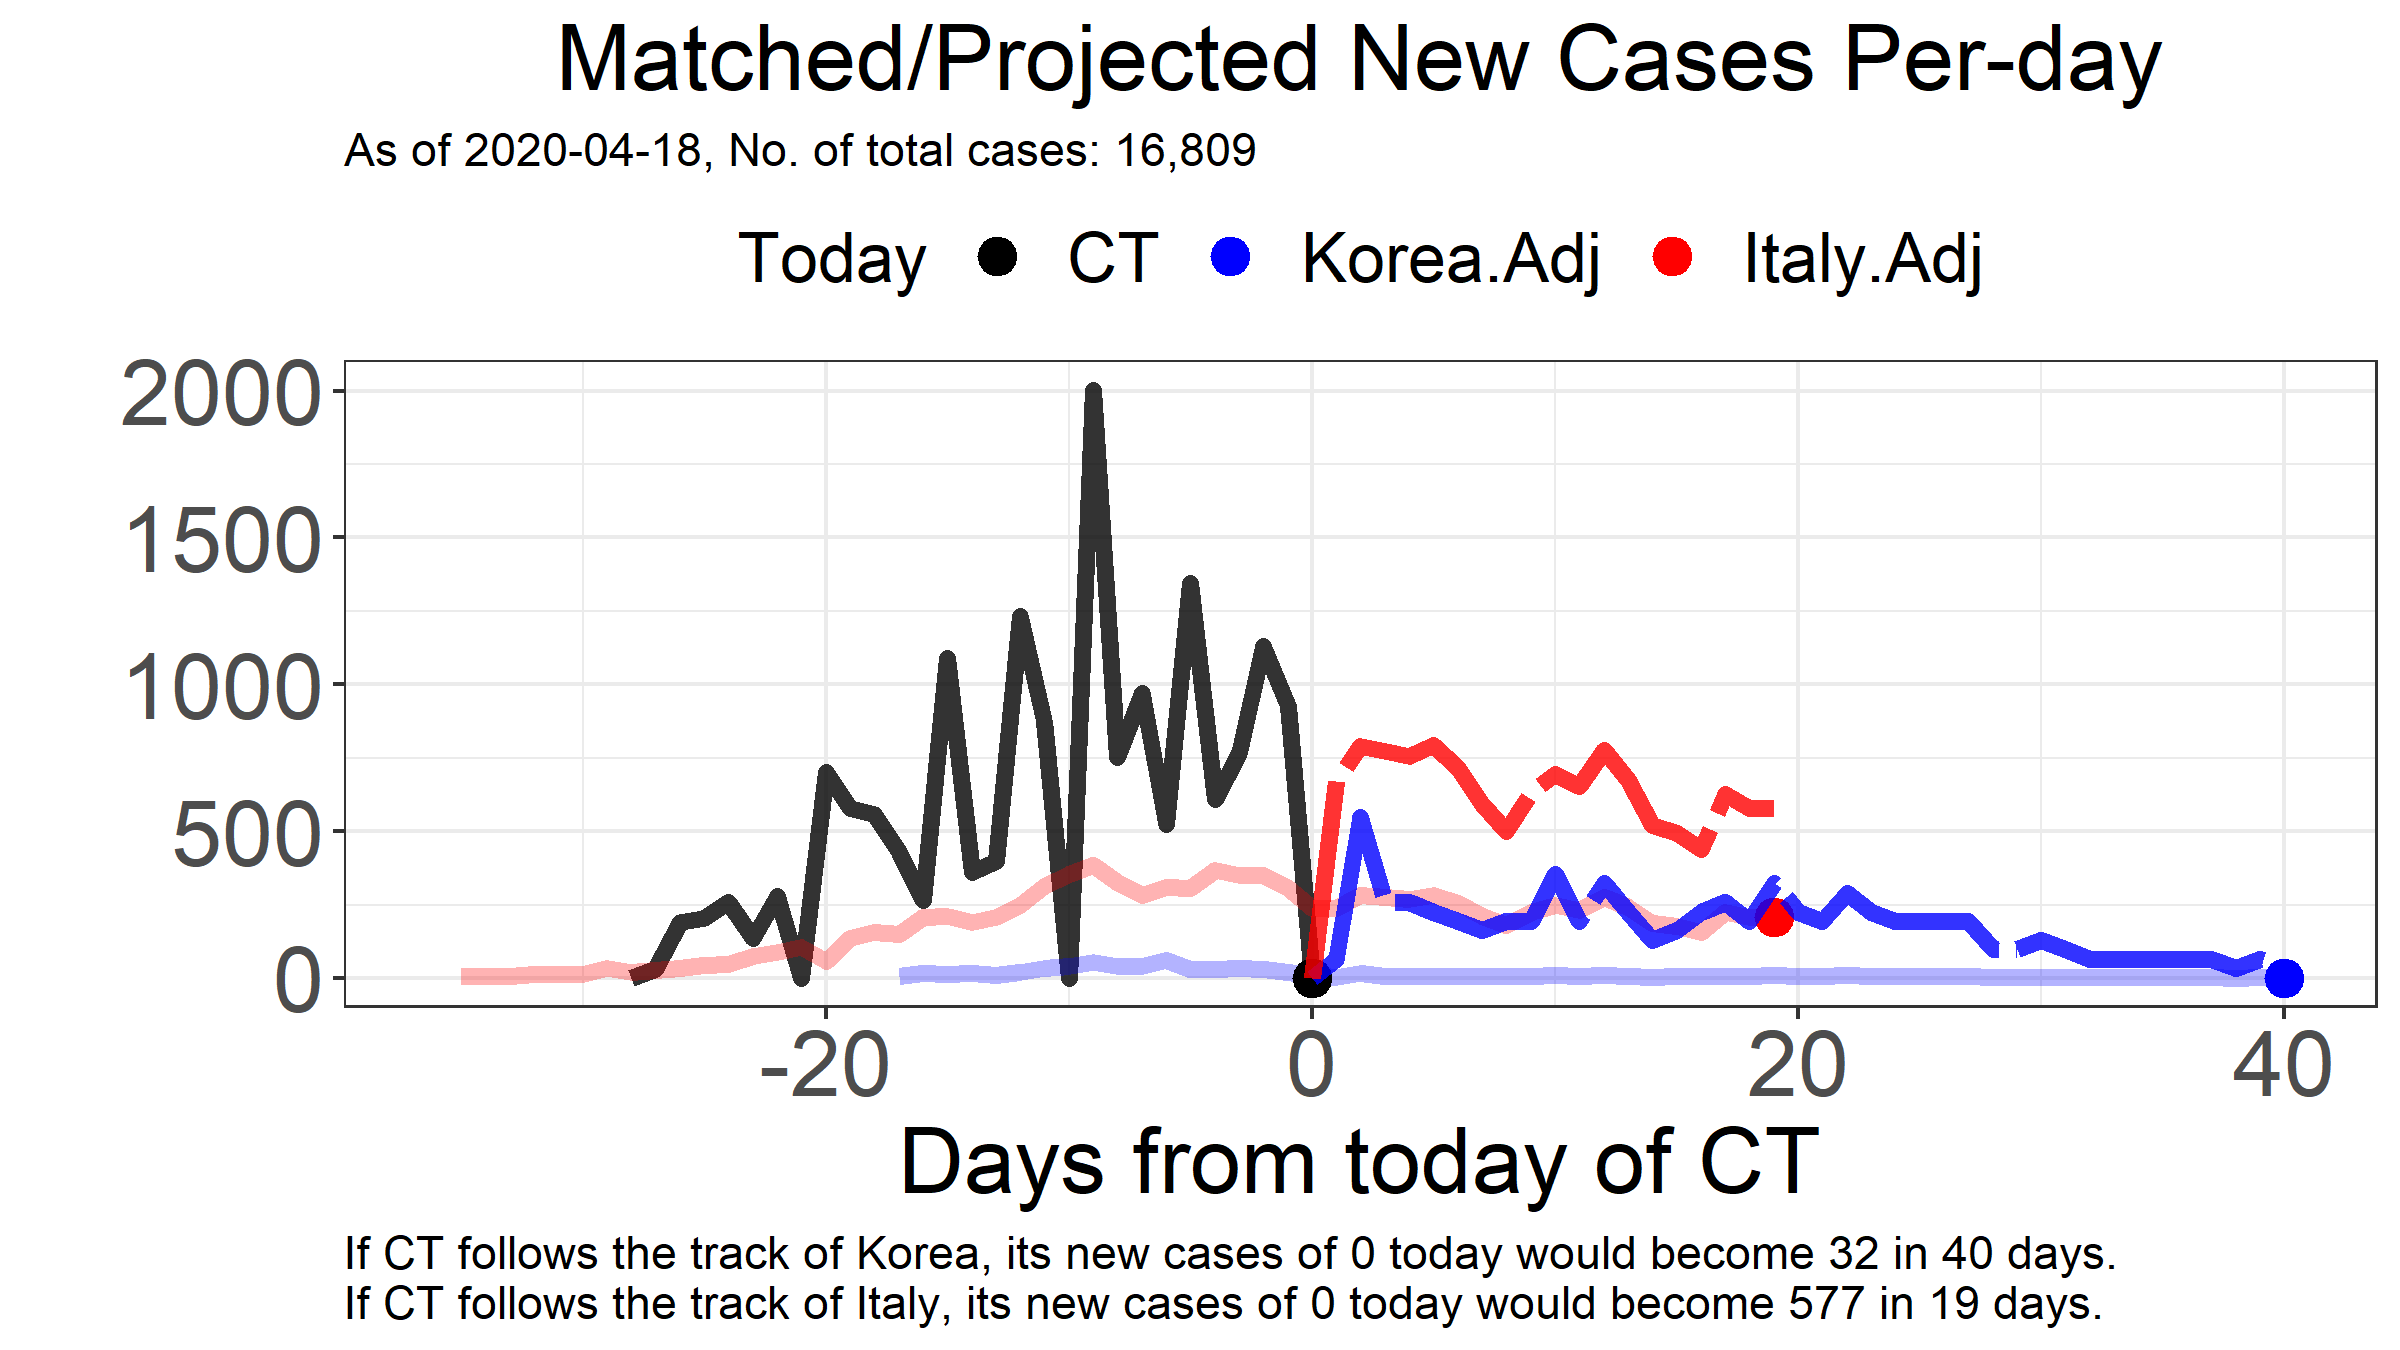 Matched/Projected New Cases Per-day
As of 2020-04-18, No. of total cases: 16,809
Today CT Korea.Adj Italy.Adj
2000
1500
1000
500
0
-20 0 20 40
Days from today of CT
If CT follows the track of Korea, its new cases of 0 today would become 32 in 40 days.
If CT follows the track of Italy, its new cases of 0 today would become 577 in 19 days.